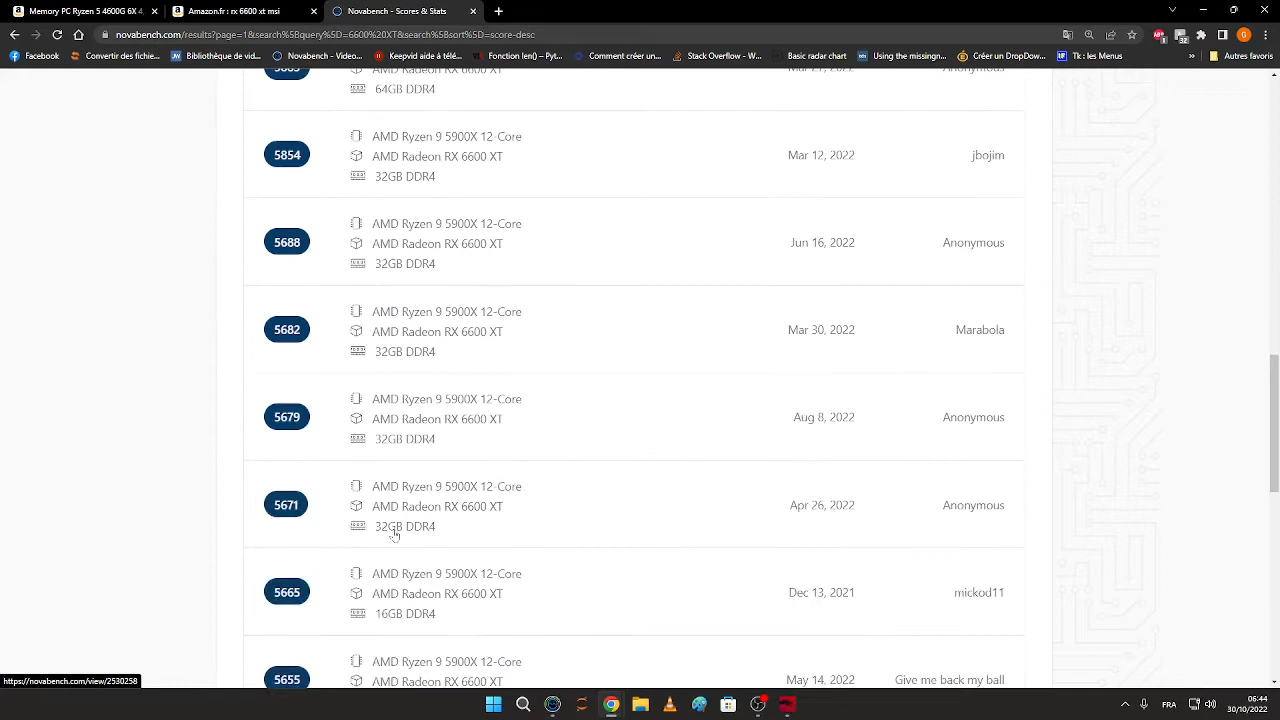 Memory PC Ryzen 5 4600G 6X 4,
Amazon.fr rx 6600 xt msi
Novabench - Score Stats
novabench.com/results?page=1&search%5Bquery%5D=6600%20XT&search%5Bsort%5D=score-desc
G
Facebook
Convertes cette fichie...
Bibliothèque de vid...
Novabench - Résultat...
Keepvid à télé...
Fonction len() – Pyt...
Comment créer un e...
Stack Overflow - W...
Basic radar chart
Using the missingn...
Créer un DropDow...
Tk : les Menus
»
Autres favoris
5865
AMD Radeon RX 6600 XT
Mar 27, 2022
Anonymous
64GB DDR4
5854
AMD Ryzen 9 5900X 12-Core
AMD Radeon RX 6600 XT
32GB DDR4
Mar 12, 2022
jbojim
5688
AMD Ryzen 9 5900X 12-Core
AMD Radeon RX 6600 XT
32GB DDR4
Jun 16, 2022
Anonymous
5682
AMD Ryzen 9 5900X 12-Core
AMD Radeon RX 6600 XT
32GB DDR4
Mar 30, 2022
Marabola
5679
AMD Ryzen 9 5900X 12-Core
AMD Radeon RX 6600 XT
32GB DDR4
Aug 8, 2022
Anonymous
5671
AMD Ryzen 9 5900X 12-Core
AMD Radeon RX 6600 XT
32GB DDR4
Apr 26, 2022
Anonymous
5665
AMD Ryzen 9 5900X 12-Core
AMD Radeon RX 6600 XT
16GB DDR4
Dec 13, 2021
mickod11
5655
AMD Ryzen 9 5900X 12-Core
AMD Radeon RX 6600 XT
May 14, 2022
Give me back my ball
https://novabench.com/view/2530258
FRA
06:44
30/10/2022